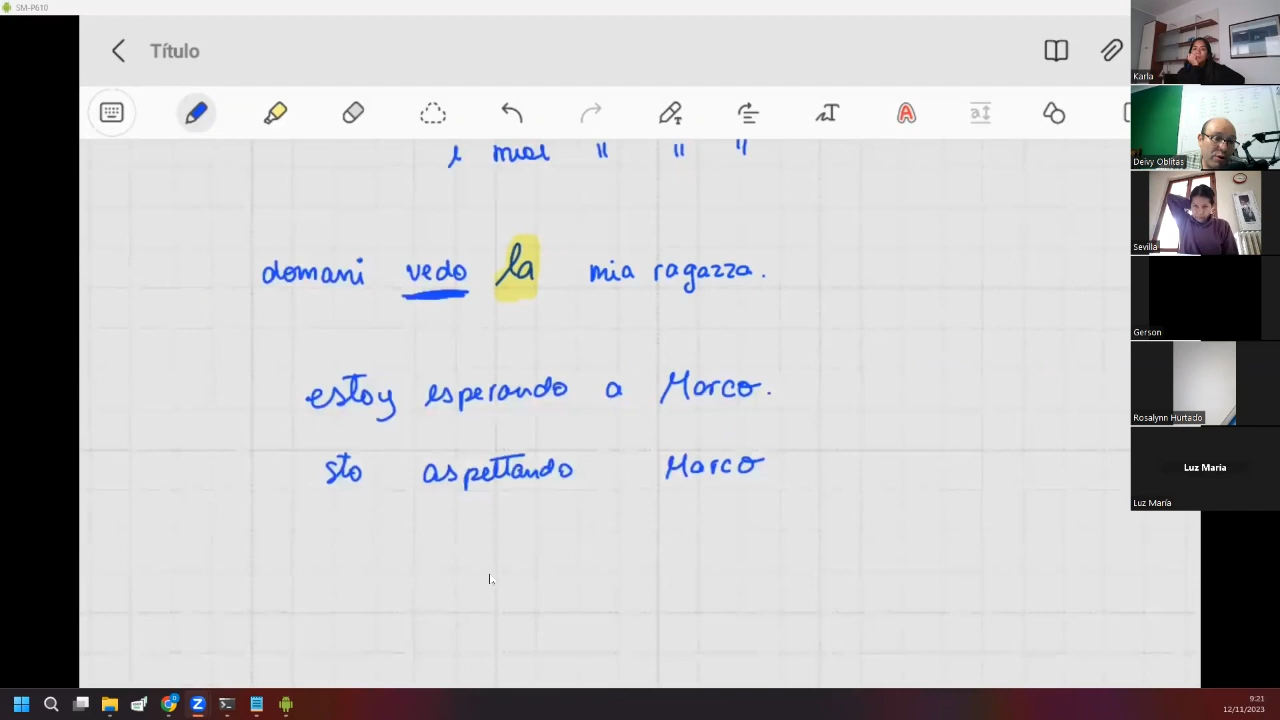 SM-P610
Título
i miei " " "
domani vedo la mia ragazza.
estoy esperando a Marco.
sto aspettando Marco
Karla
Deivy Oblitas
Sevilla
Gerson
Rosalynn Hurtado
Luz María
Luz María
9:21
12/11/2023